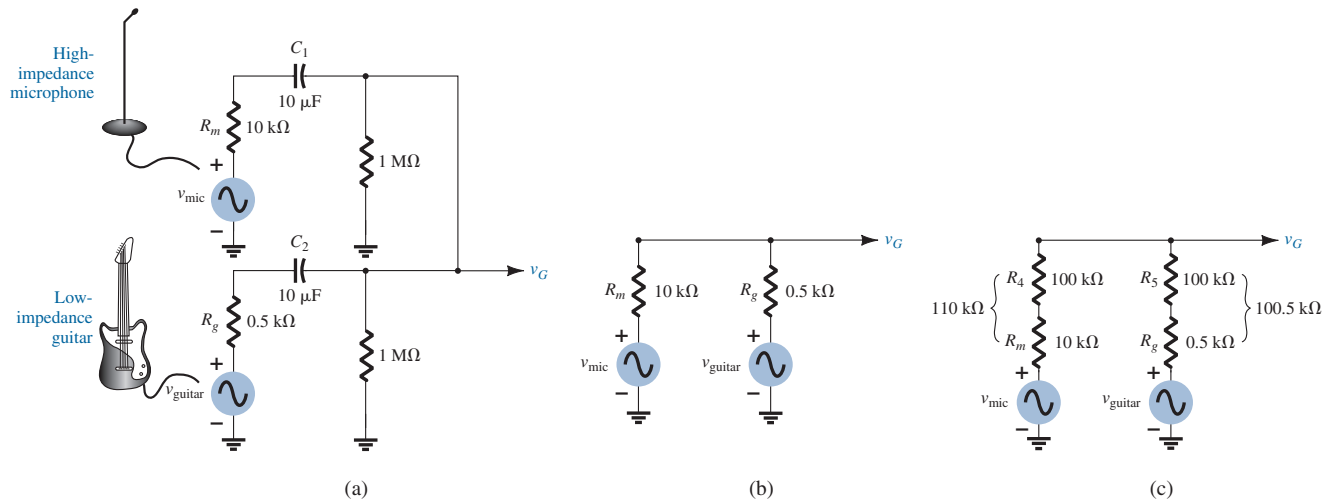 High-
impedance
microphone
C1
10 μF
Rm
10 kΩ
1 MΩ
+
vmic
−
Low-
impedance
guitar
C2
10 μF
vG
Rg
0.5 kΩ
1 MΩ
+
vguitar
−
(a)
vG
Rm
10 kΩ
Rg
0.5 kΩ
+
vmic
−
+
vguitar
−
(b)
vG
R4
100 kΩ
R5
100 kΩ
110 kΩ
100.5 kΩ
Rm
10 kΩ
Rg
0.5 kΩ
+
vmic
−
+
vguitar
−
(c)